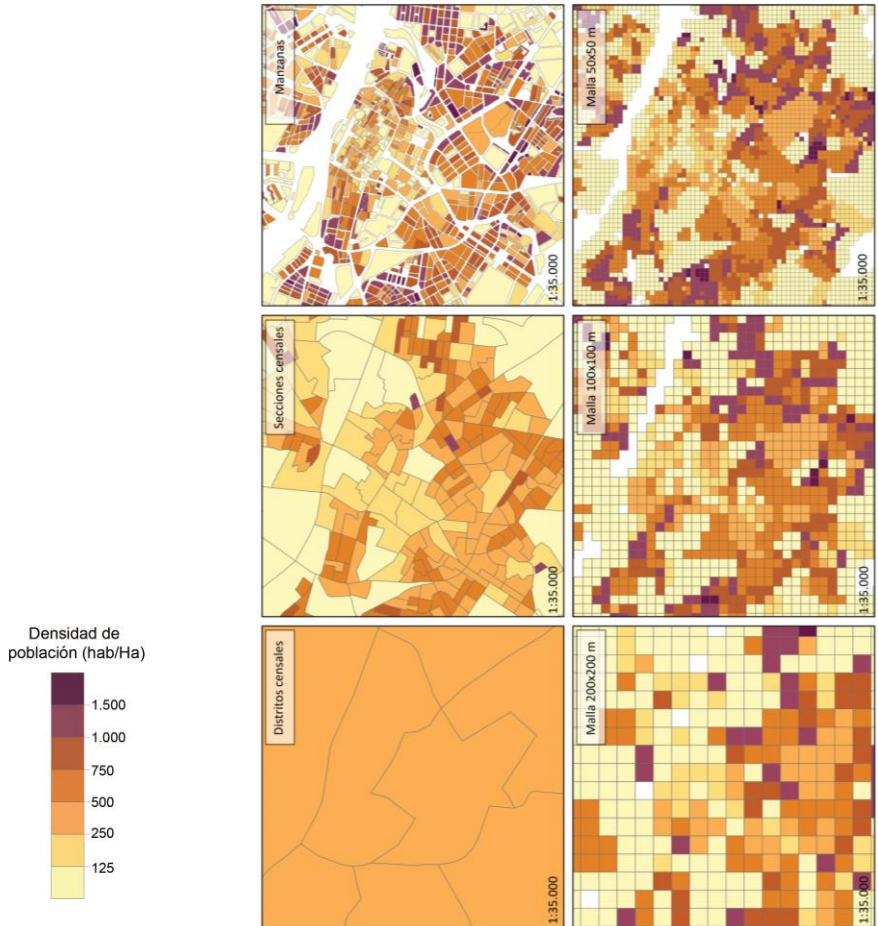 Manzanas
1:35.000
Malla 50x50 m
1:35.000
Secciones censales
1:35.000
Malla 100x100 m
1:35.000
Densidad de
población (hab/Ha)
1.500
1.000
750
500
250
125
Distritos censales
1:35.000
Malla 200x200 m
1:35.000